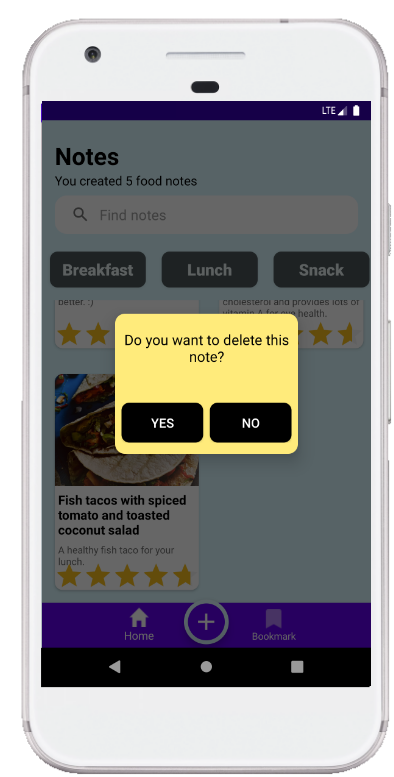 LTE
Notes
You created 5 food notes
Find notes
Breakfast
Lunch
Snack
better. :)
cholesterol and provides lots of
vitamin A for eye health.
Do you want to delete this
note?
YES
NO
Fish tacos with spiced
tomato and toasted
coconut salad
A healthy fish taco for your
lunch.
Home
Bookmark